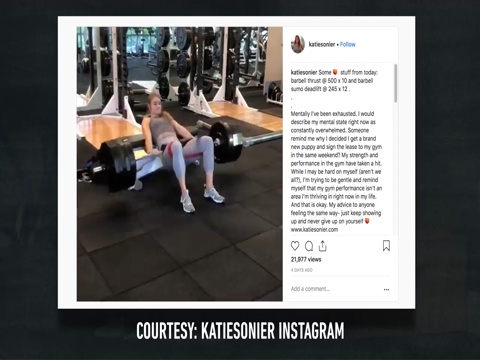 katiesonier • Follow
katiesonier Some🍑 stuff from today:
barbell thrust @ 500 x 10 and barbell
sumo deadlift @ 245 x 12 .
.
.
Mentally I've been exhausted. I would
describe my mental state right now as
constantly overwhelmed. Someone
remind me why I decided I get a brand
new puppy and sign the lease to my gym
in the same weekend? My strength and
performance in the gym have taken a hit.
While I may be hard on myself (aren't we
all?), I'm trying to be gentle and remind
myself that my gym performance isn't an
area I'm thriving in right now in my life.
And that is okay. My advice to anyone
feeling the same way- just keep showing
up and never give up on yourself🍑
www.katiesonier.com
21,977 views
4 DAYS AGO
Add a comment...
COURTESY: KATIESONIER INSTAGRAM